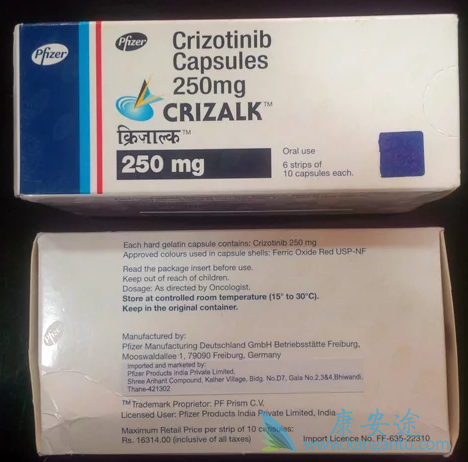 Pfizer
Pfizer
Crizotinib
Capsules
250mg
CRIZALK™
क्रिज़ाल्क™
250 mg
Oral use
6 strips of
10 capsules each.
Each hard gelatin capsule contains: Crizotinib 250 mg
Approved colours used in capsule shells: Ferric Oxide Red USP-NF
Read the package insert before use.
Keep out of reach of children.
Dosage: As directed by Oncologist.
Store at controlled room temperature (15° to 30°C).
Keep in the original container.
Pfizer
Manufactured by:
Pfizer Manufacturing Deutschland GmbH Betriebsstätte Freiburg,
Mooswaldallee 1, 79090 Freiburg, Germany
Imported and marketed by:
Pfizer Products India Private Limited,
Shree Arihant Compound, Kalher Village, Bldg. No.D7, Gala No.2,3&4,Bhiwandi,
Thane-421302
™Trademark Proprietor: PF Prism C.V.
Licensed User: Pfizer Products India Private Limited, India
Maximum Retail Price per strip of 10 capsules:
Rs. 16314.00 (inclusive of all taxes)
Import Licence No. FF-635-22310
康安途